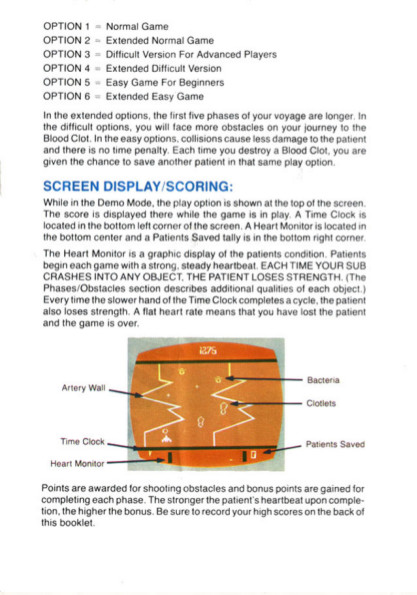 OPTION 1 = Normal Game
OPTION 2 = Extended Normal Game
OPTION 3 = Difficult Version For Advanced Players
OPTION 4 = Extended Difficult Version
OPTION 5 = Easy Game For Beginners
OPTION 6 = Extended Easy Game
In the extended options, the first five phases of your voyage are longer. In
the difficult options, you will face more obstacles on your journey to the
Blood Clot. In the easy options, collisions cause less damage to the patient
and there is no time penalty. Each time you destroy a Blood Clot, you are
given the chance to save another patient in that same play option.
SCREEN DISPLAY/SCORING:
While in the Demo Mode, the play option is shown at the top of the screen.
The score is displayed there while the game is in play. A Time Clock is
located in the bottom left corner of the screen. A Heart Monitor is located in
the bottom center and a Patients Saved tally is in the bottom right corner.
The Heart Monitor is a graphic display of the patients condition. Patients
begin each game with a strong, steady heartbeat. EACH TIME YOUR SUB
CRASHES INTO ANY OBJECT, THE PATIENT LOSES STRENGTH. (The
Phases/Obstacles section describes additional qualities of each object.)
Every time the slower hand of the Time Clock completes a cycle, the patient
also loses strength. A flat heart rate means that you have lost the patient
and the game is over.
1275
Artery Wall
Bacteria
Clotlets
Time Clock
Patients Saved
Heart Monitor
Points are awarded for shooting obstacles and bonus points are gained for
completing each phase. The stronger the patient's heartbeat upon comple-
tion, the higher the bonus. Be sure to record your high scores on the back of
this booklet.